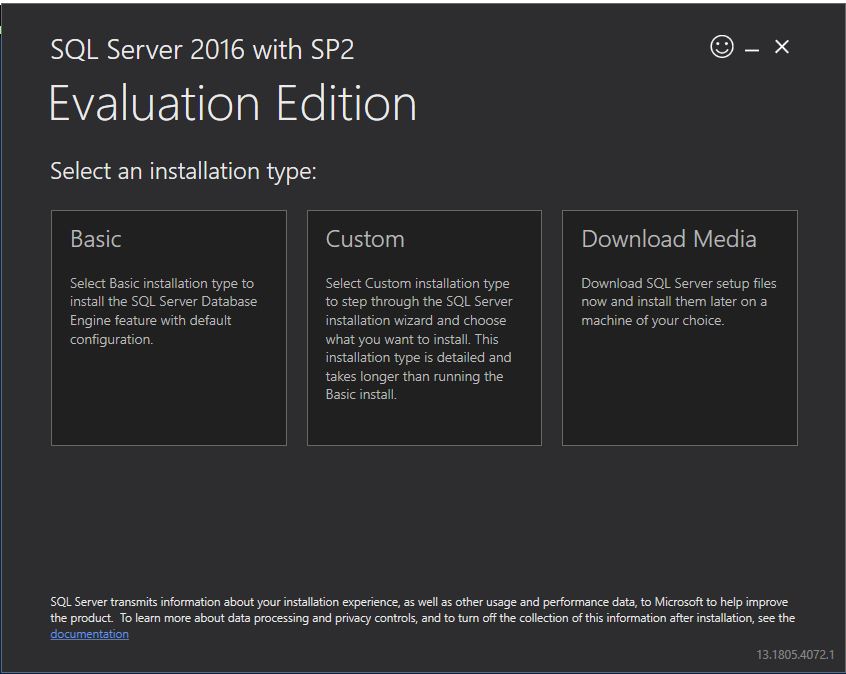 SQL Server 2016 with SP2
Evaluation Edition
Select an installation type:
Basic
Select Basic installation type to
install the SQL Server Database
Engine feature with default
configuration.
Custom
Select Custom installation type
to step through the SQL Server
installation wizard and choose
what you want to install. This
installation type is detailed and
takes longer than running the
Basic install.
Download Media
Download SQL Server setup files
now and install them later on a
machine of your choice.
SQL Server transmits information about your installation experience, as well as other usage and performance data, to Microsoft to help improve
the product.  To learn more about data processing and privacy controls, and to turn off the collection of this information after installation, see the
documentation
13.1805.4072.1